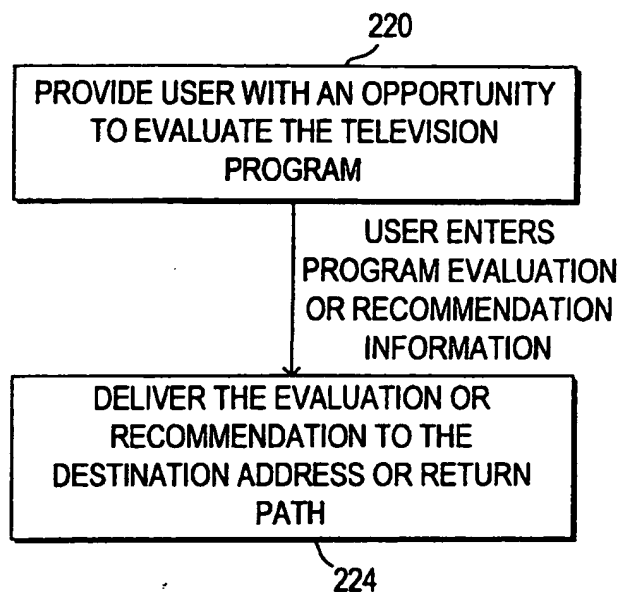 220
PROVIDE USER WITH AN OPPORTUNITY
TO EVALUATE THE TELEVISION
PROGRAM
USER ENTERS
PROGRAM EVALUATION
OR RECOMMENDATION
INFORMATION
DELIVER THE EVALUATION OR
RECOMMENDATION TO THE
DESTINATION ADDRESS OR RETURN
PATH
224